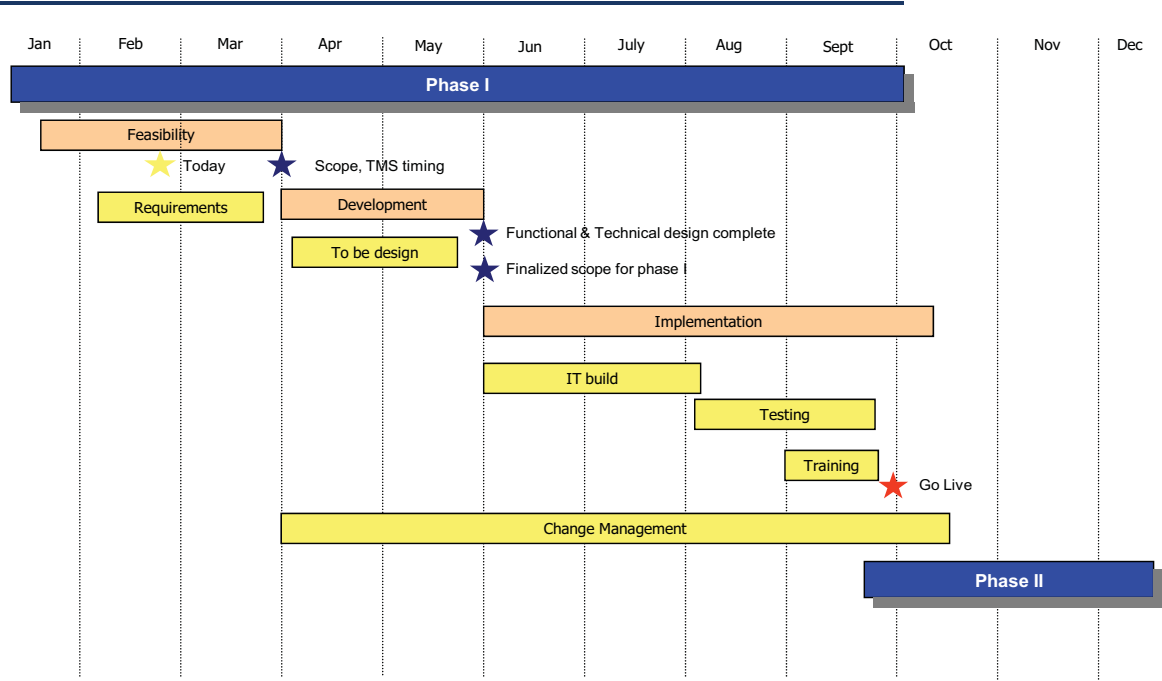 Jan Feb Mar Apr May Jun July Aug Sept Oct Nov Dec
Phase I
Feasibility
Today
Scope, TMS timing
Requirements
Development
Functional & Technical design complete
To be design
Finalized scope for phase I
Implementation
IT build
Testing
Training
Go Live
Change Management
Phase II